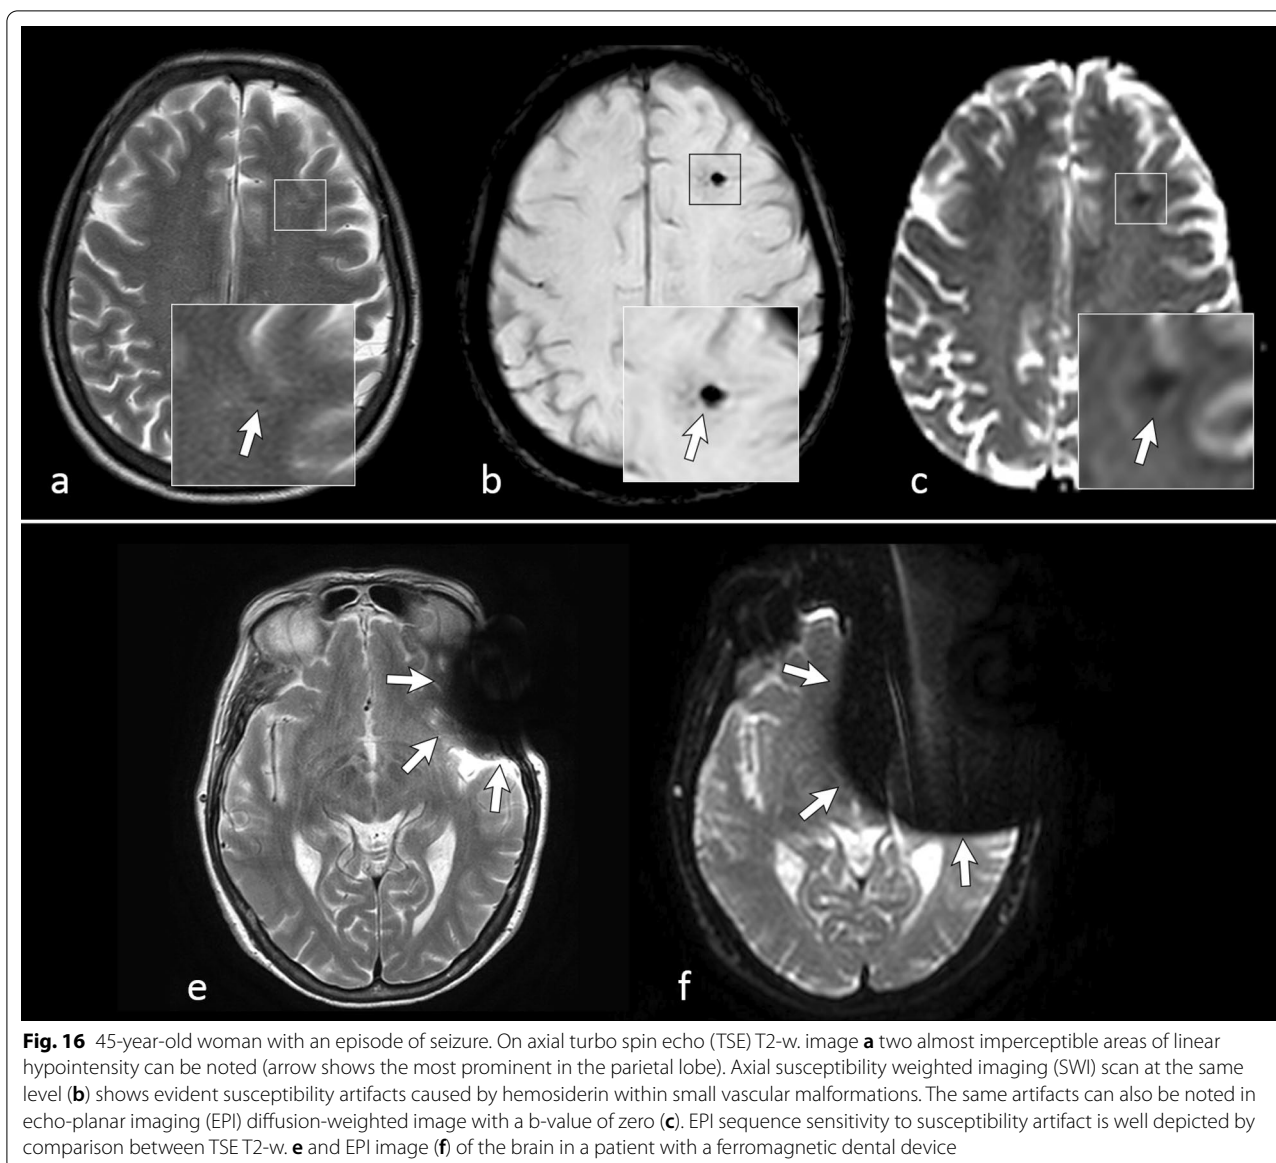 a
b
c
e
f
Fig. 16 45-year-old woman with an episode of seizure. On axial turbo spin echo (TSE) T2-w. image a two almost imperceptible areas of linear
hypointensity can be noted (arrow shows the most prominent in the parietal lobe). Axial susceptibility weighted imaging (SWI) scan at the same
level (b) shows evident susceptibility artifacts caused by hemosiderin within small vascular malformations. The same artifacts can also be noted in
echo-planar imaging (EPI) diffusion-weighted image with a b-value of zero (c). EPI sequence sensitivity to susceptibility artifact is well depicted by
comparison between TSE T2-w. e and EPI image (f) of the brain in a patient with a ferromagnetic dental device